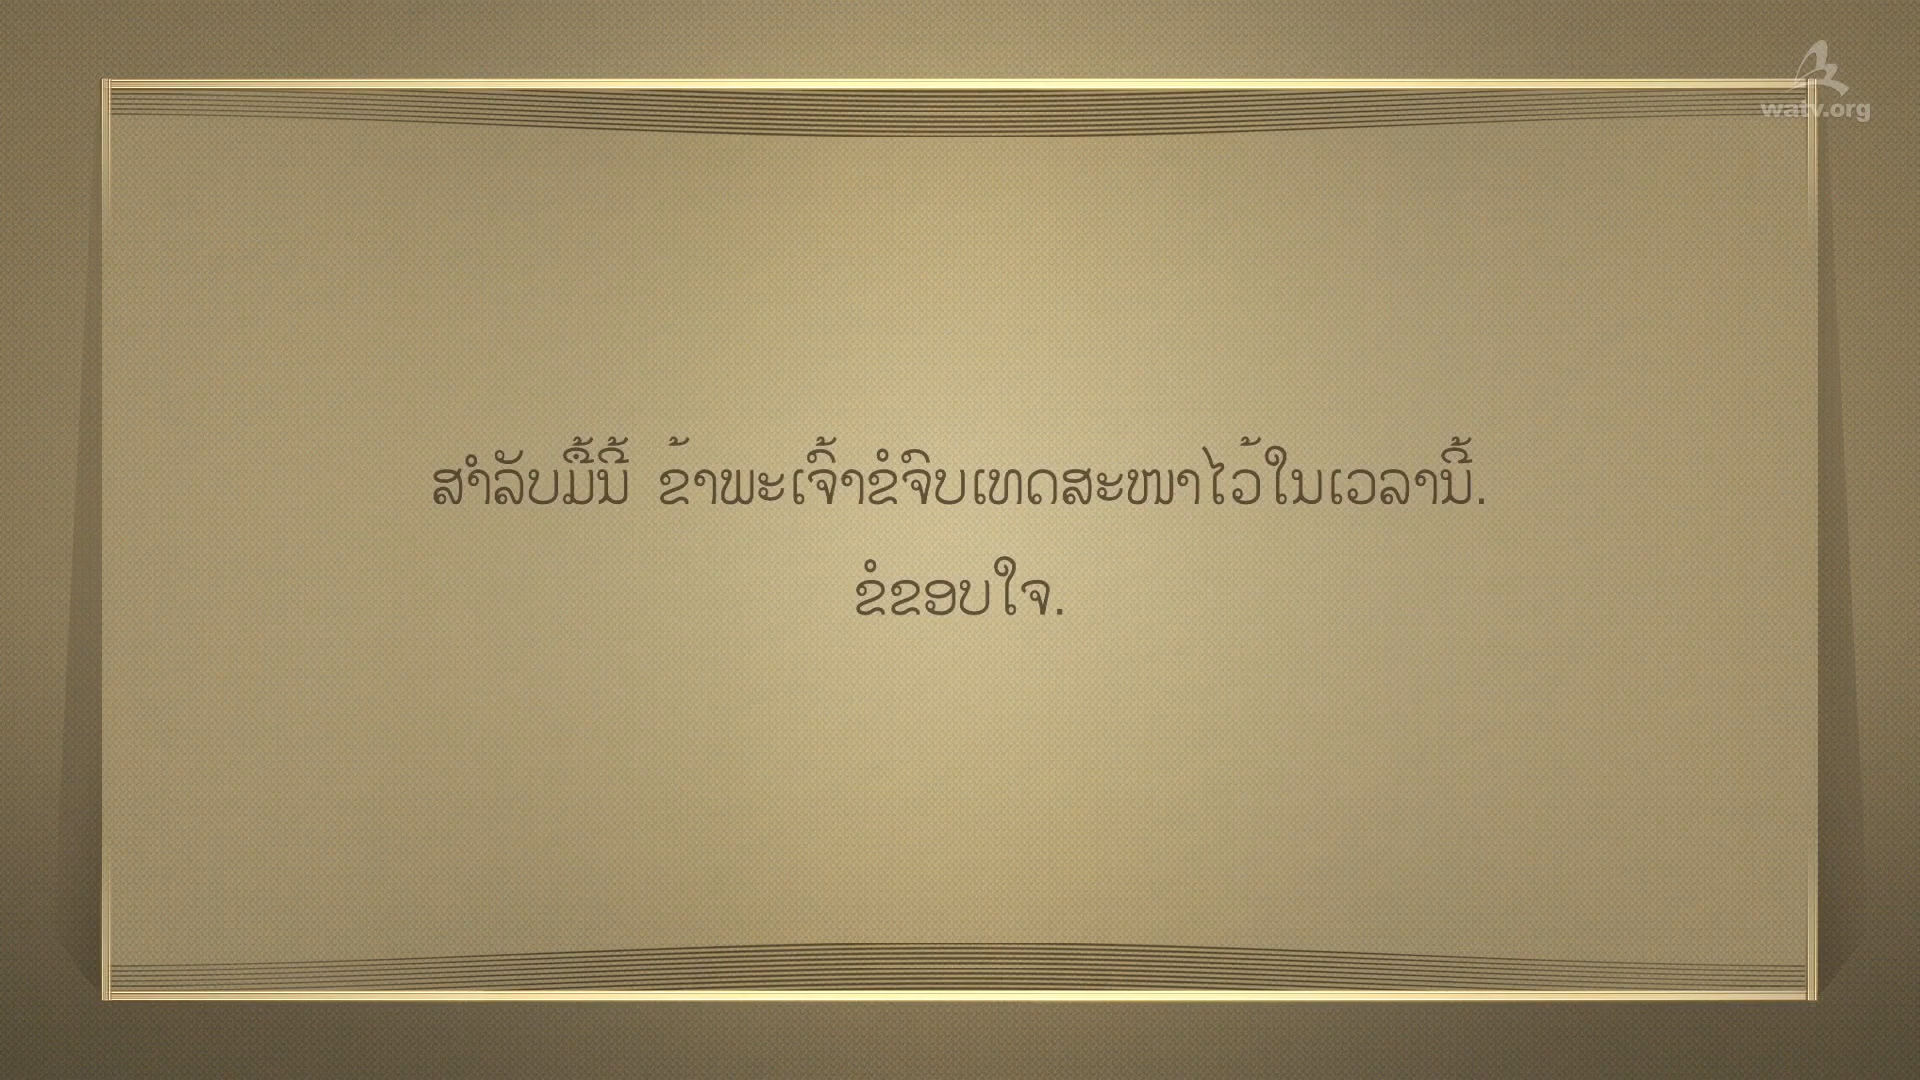 watv.org
ສຳລັບມື້ນີ້ ຂ້າພະເຈົ້າຂໍຈົບເທດສະໜາໄວ້ໃນເວລານີ້.
ຂໍຂອບໃຈ.